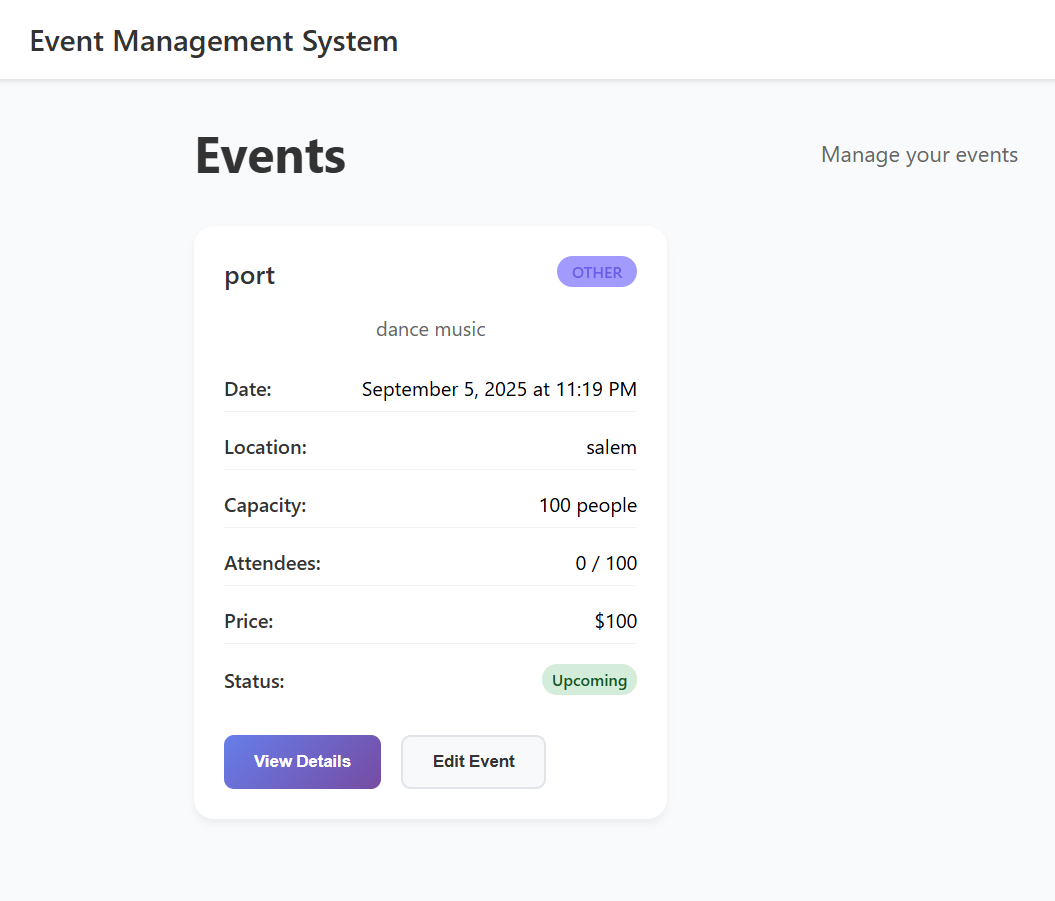 Event Management System
Events
Manage your events
port
OTHER
dance music
Date: September 5, 2025 at 11:19 PM
Location: salem
Capacity: 100 people
Attendees: 0 / 100
Price: $100
Status: Upcoming
View Details
Edit Event